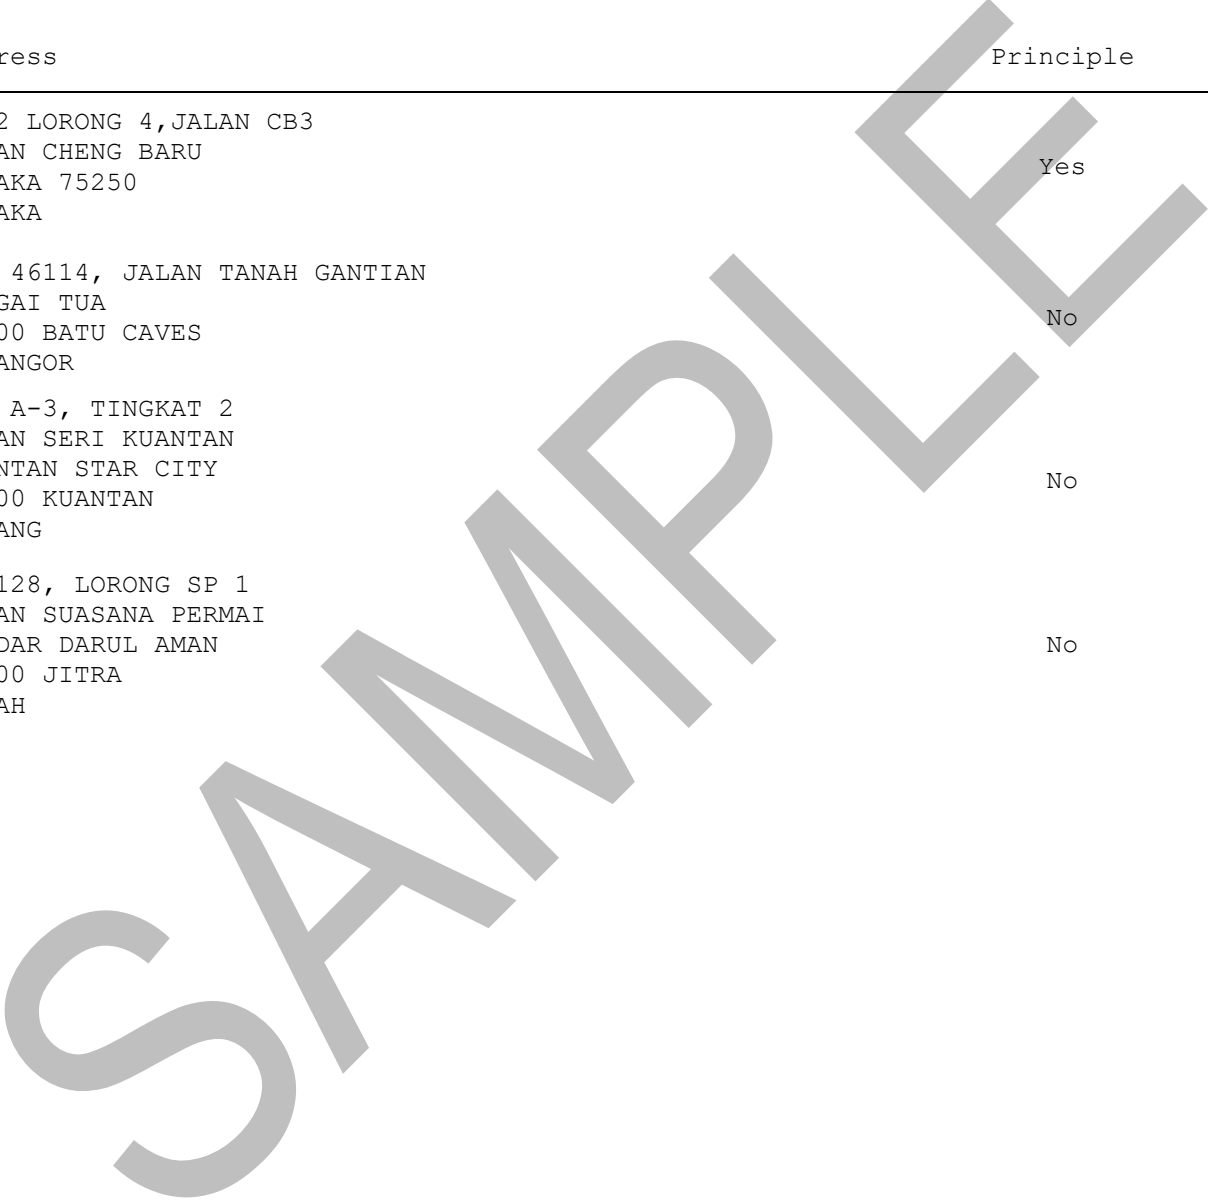 ress Principle
2 LORONG 4,JALAN CB3
AN CHENG BARU
AKA 75250
AKA
Yes
46114, JALAN TANAH GANTIAN
GAI TUA
00 BATU CAVES
ANGOR
No
A-3, TINGKAT 2
AN SERI KUANTAN
NTAN STAR CITY
00 KUANTAN
ANG
No
128, LORONG SP 1
AN SUASANA PERMAI
DAR DARUL AMAN
00 JITRA
AH
No
SAMPLE